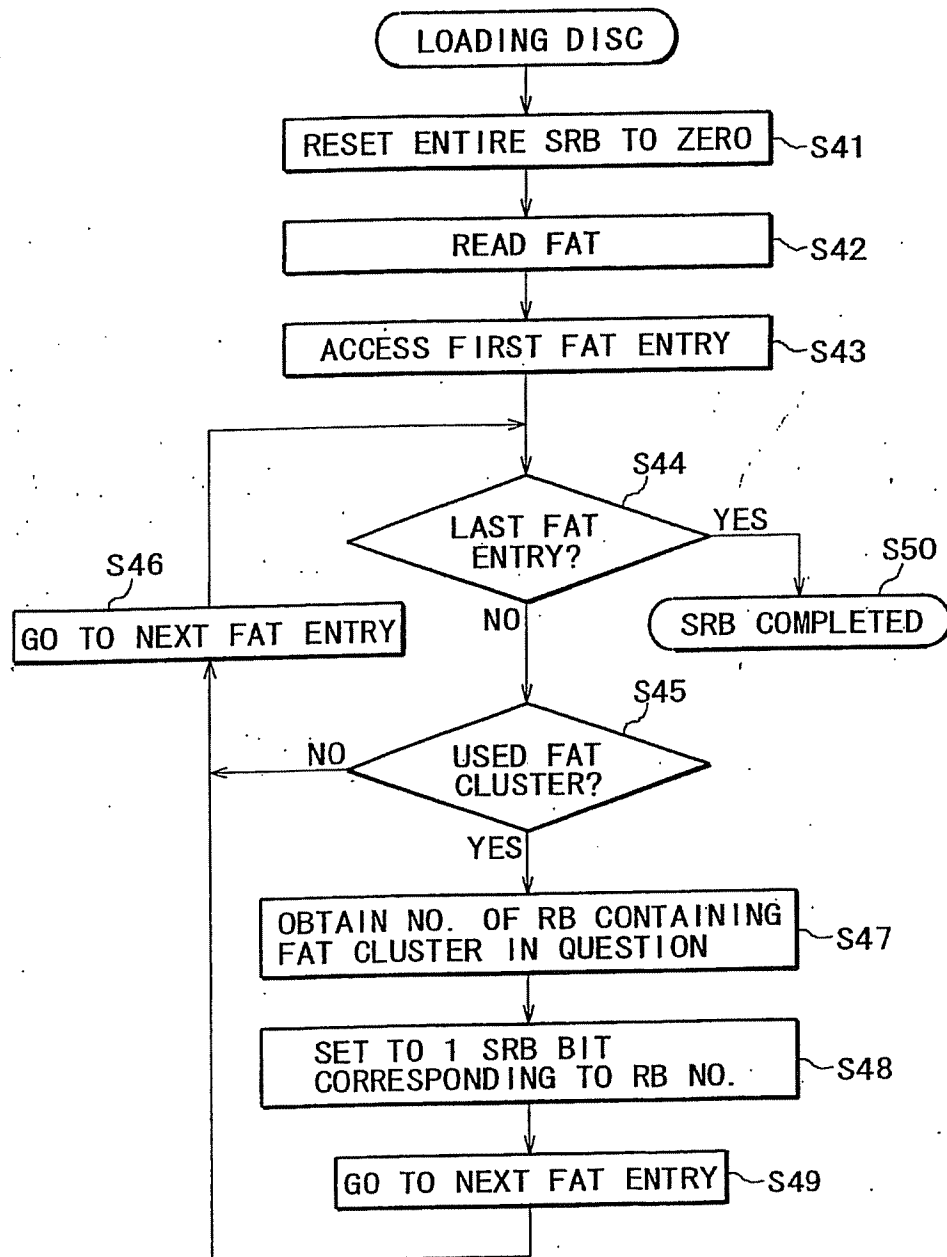 LOADING DISC
RESET ENTIRE SRB TO ZERO
S41
READ FAT
S42
ACCESS FIRST FAT ENTRY
S43
S44
LAST FAT
ENTRY?
YES
S50
SRB COMPLETED
NO
S46
GO TO NEXT FAT ENTRY
S45
USED FAT
CLUSTER?
NO
YES
OBTAIN NO. OF RB CONTAINING
FAT CLUSTER IN QUESTION
S47
SET TO 1 SRB BIT
CORRESPONDING TO RB NO.
S48
GO TO NEXT FAT ENTRY
S49